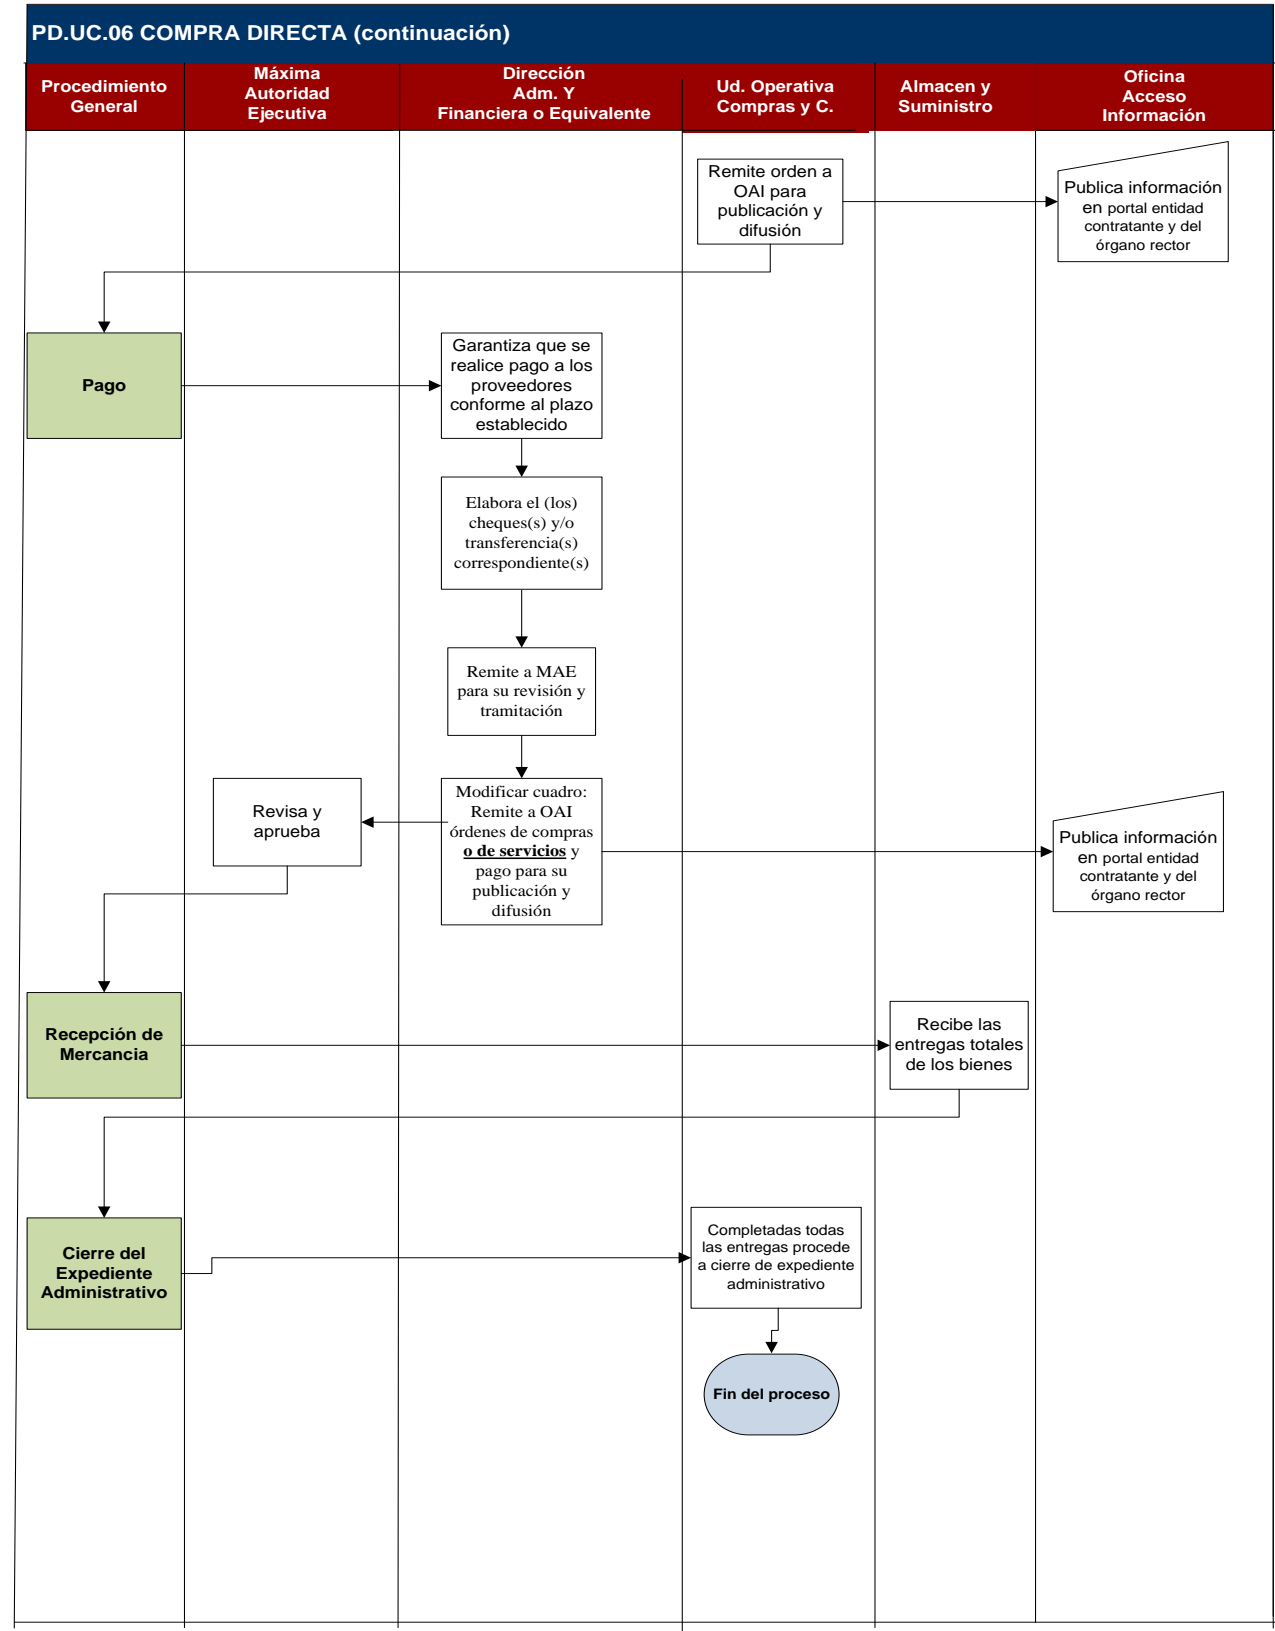 PD.UC.06 COMPRA DIRECTA (continuación)
Procedimiento
General
Máxima
Autoridad
Ejecutiva
Dirección
Adm. Y
Financiera o Equivalente
Ud. Operativa
Compras y C.
Almacen y
Suministro
Oficina
Acceso
Información
Remite orden a
OAI para
publicación y
difusión
Publica información
en portal entidad
contratante y del
órgano rector
Pago
Garantiza que se
realice pago a los
proveedores
conforme al plazo
establecido
Elabora el (los)
cheques(s) y/o
transferencia(s)
correspondiente(s)
Remite a MAE
para su revisión y
tramitación
Revisa y
aprueba
Modificar cuadro:
Remite a OAI
órdenes de compras
o de servicios y
pago para su
publicación y
difusión
Publica información
en portal entidad
contratante y del
órgano rector
Recepción de
Mercancia
Recibe las
entregas totales
de los bienes
Cierre del
Expediente
Administrativo
Completadas todas
las entregas procede
a cierre de expediente
administrativo
Fin del proceso